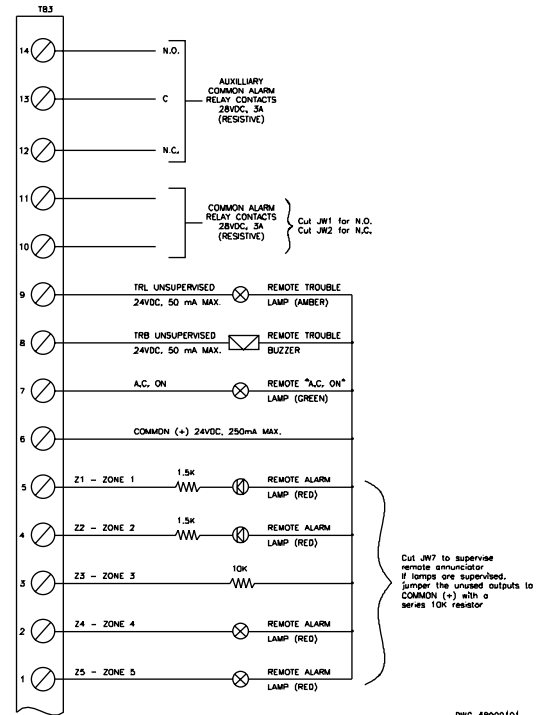 TB3
14 N.O.
13 C
12 N.C.
AUXILLIARY
COMMON ALARM
RELAY CONTACTS
28VDC, 3A
(RESISTIVE)
11
10
COMMON ALARM
RELAY CONTACTS
28VDC, 3A
(RESISTIVE)
Cut JW1 for N.O.
Cut JW2 for N.C.
9 TRL UNSUPERVISED REMOTE TROUBLE
24VDC, 50 mA MAX. LAMP (AMBER)
8 TRB UNSUPERVISED REMOTE TROUBLE
24VDC, 50 mA MAX. BUZZER
7 A.C. ON REMOTE "A.C. ON"
LAMP (GREEN)
6 COMMON (+) 24VDC, 250mA MAX.
5 Z1 - ZONE 1 1.5K REMOTE ALARM
LAMP (RED)
4 Z2 - ZONE 2 1.5K REMOTE ALARM
LAMP (RED)
3 Z3 - ZONE 3 10K
2 Z4 - ZONE 4 REMOTE ALARM
LAMP (RED)
1 Z5 - ZONE 5 REMOTE ALARM
LAMP (RED)
Cut JW7 to supervise
remote annunciator
If lamps are supervised,
jumper the unused outputs to
COMMON (+) with a
series 10K resistor